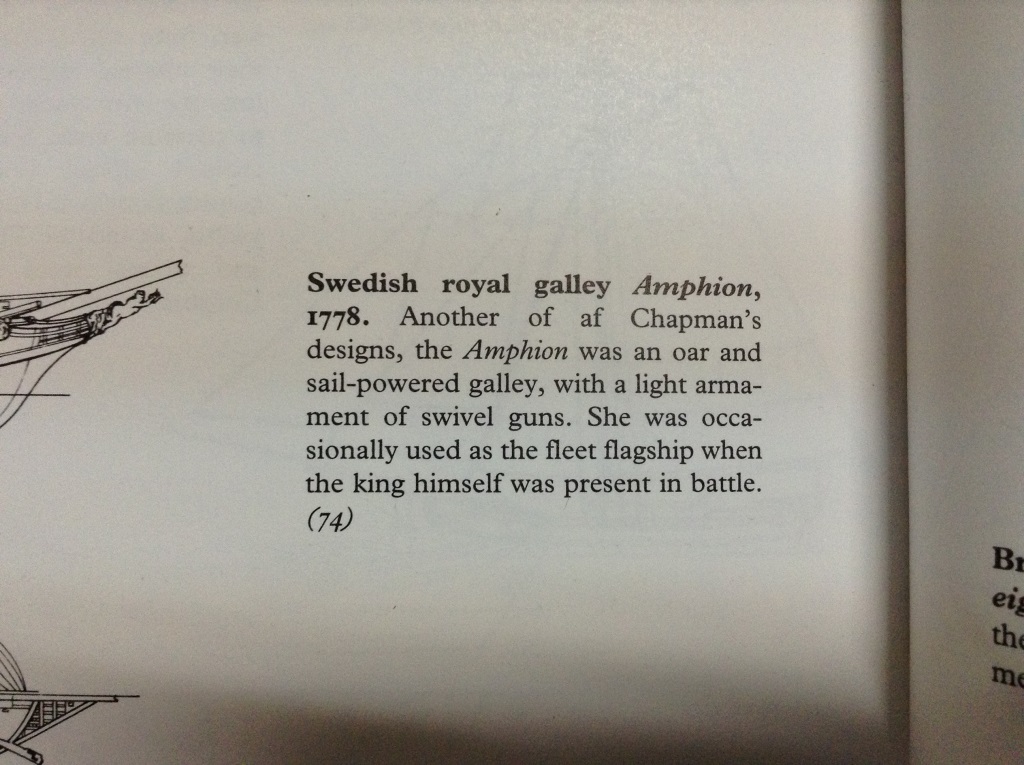 Swedish royal galley Amphion,
1778. Another of af Chapman's
designs, the Amphion was an oar and
sail-powered galley, with a light arma-
ment of swivel guns. She was occa-
sionally used as the fleet flagship when
the king himself was present in battle.
(74)
the